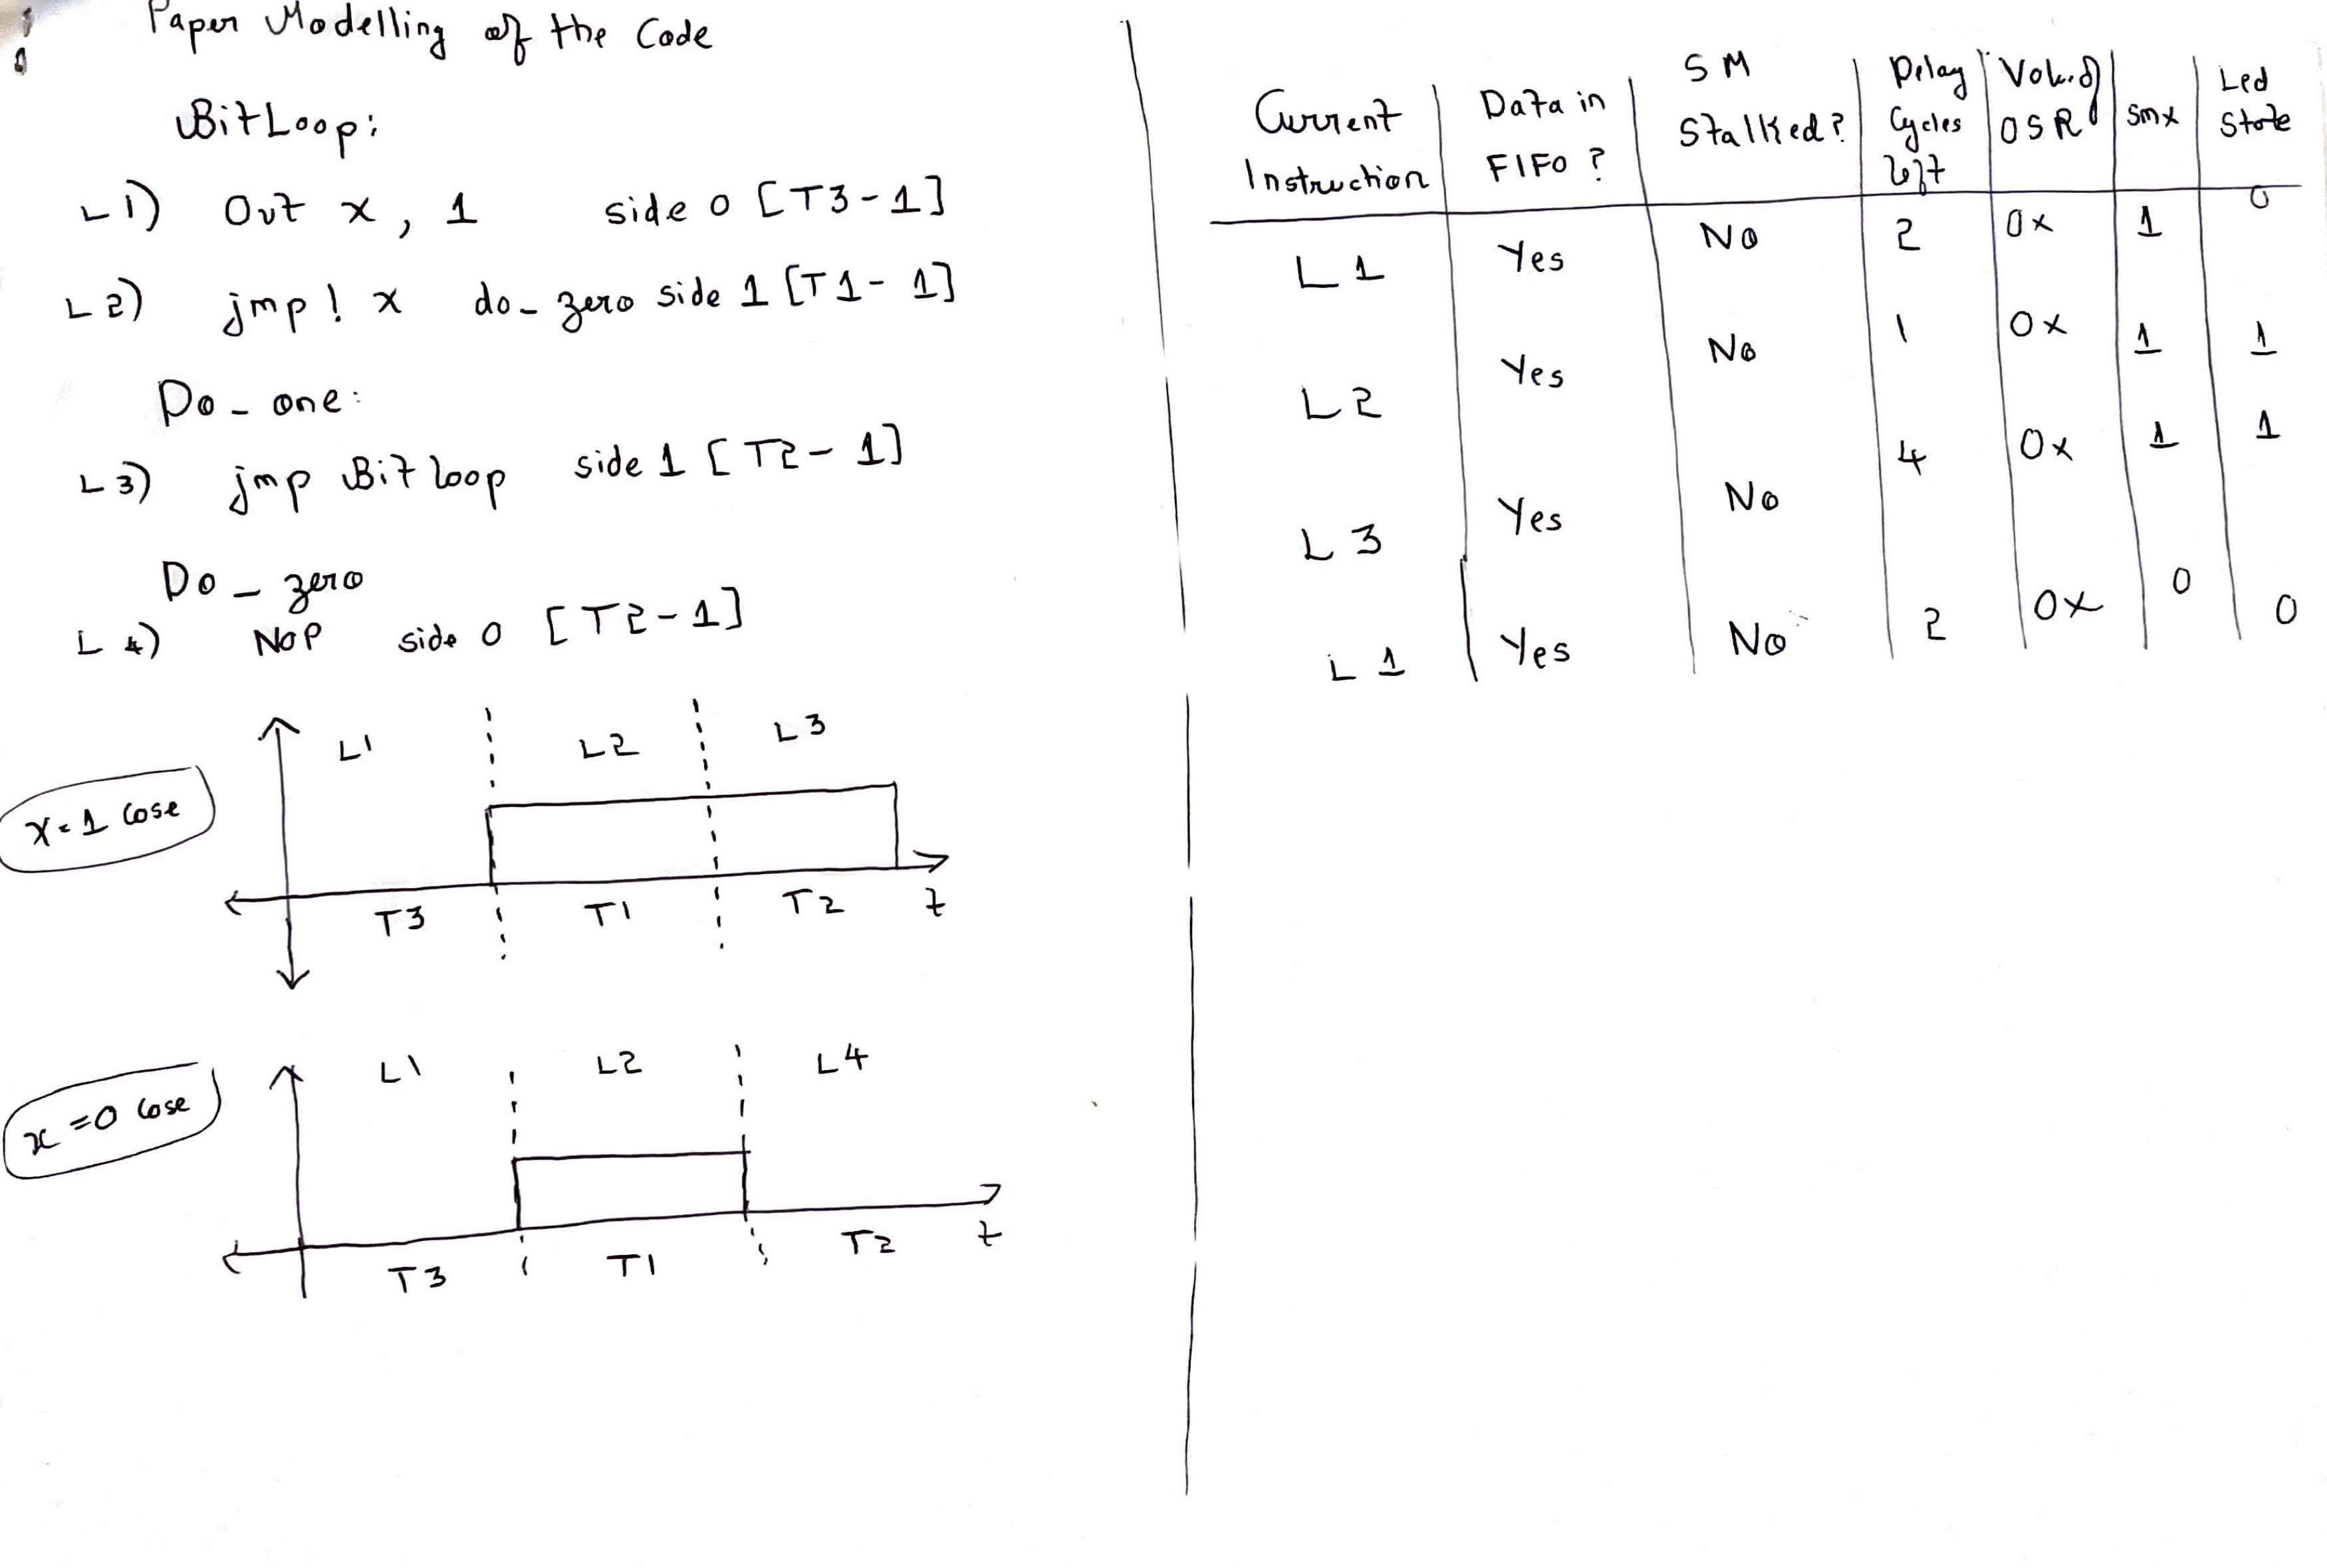 Paper Modelling of the Code
BitLoop:
L1) Out x, 1 side 0 [T3-1]
L2) jmp! x do_zero side 1 [T1-1]
Do_one:
L3) jmp Bitloop side 1 [T2-1]
Do_zero
L4) NOP side 0 [T2-1]
L1 L2 L3
x=1 case
T3 T1 T2 t
L1 L2 L4
x=0 case
T3 T1 T2 t
Current Instruction | Data in FIFO? | SM Stalked? | Delay Cycles left | OSR | smx | Led State
L1 Yes No 2 0x 1 0
L2 Yes No 1 0x 1 1
L3 Yes No 4 0x 1 1
L1 Yes No 2 0x 0 0